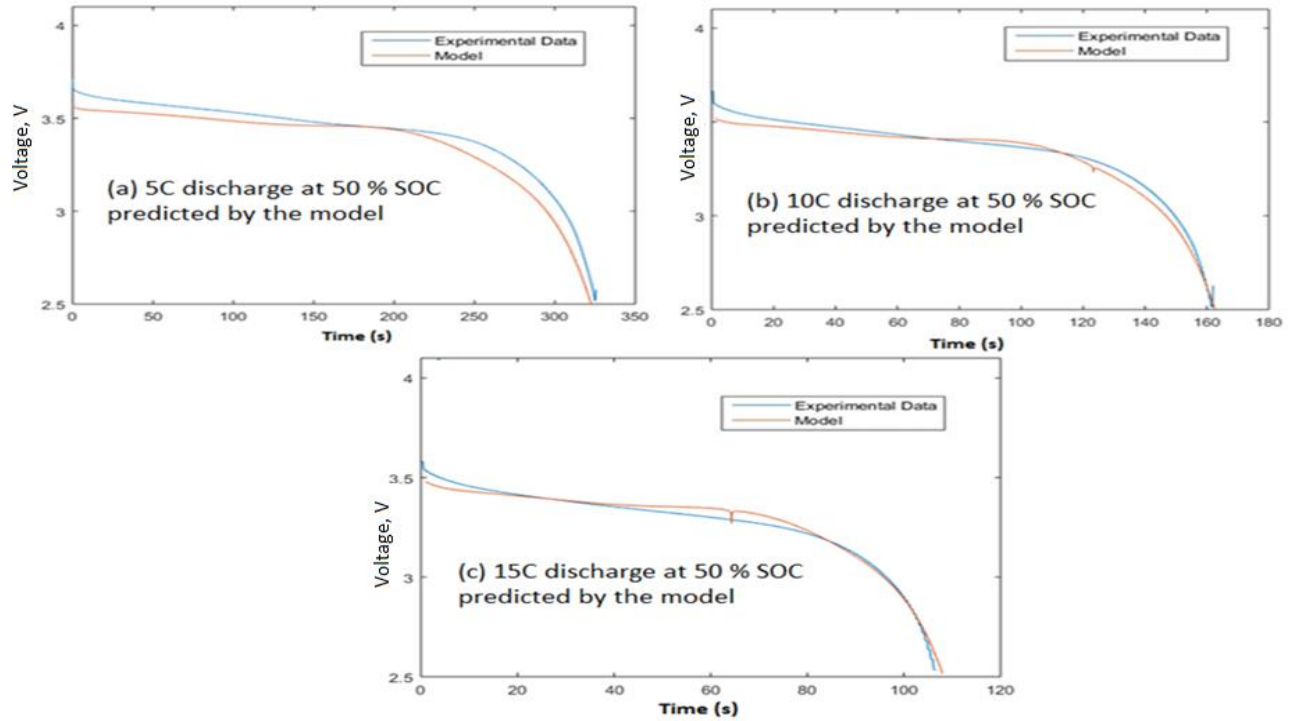 4
3.5
3
2.5
Voltage, V
Experimental Data
Model
(a) 5C discharge at 50 % SOC
predicted by the model
0 50 100 150 200 250 300 350
Time (s)
4
3.5
3
2.5
Voltage, V
Experimental Data
Model
(b) 10C discharge at 50 % SOC
predicted by the model
0 20 40 60 80 100 120 140 160 180
Time (s)
4
3.5
3
2.5
Voltage, V
Experimental Data
Model
(c) 15C discharge at 50 % SOC
predicted by the model
0 20 40 60 80 100 120
Time (s)